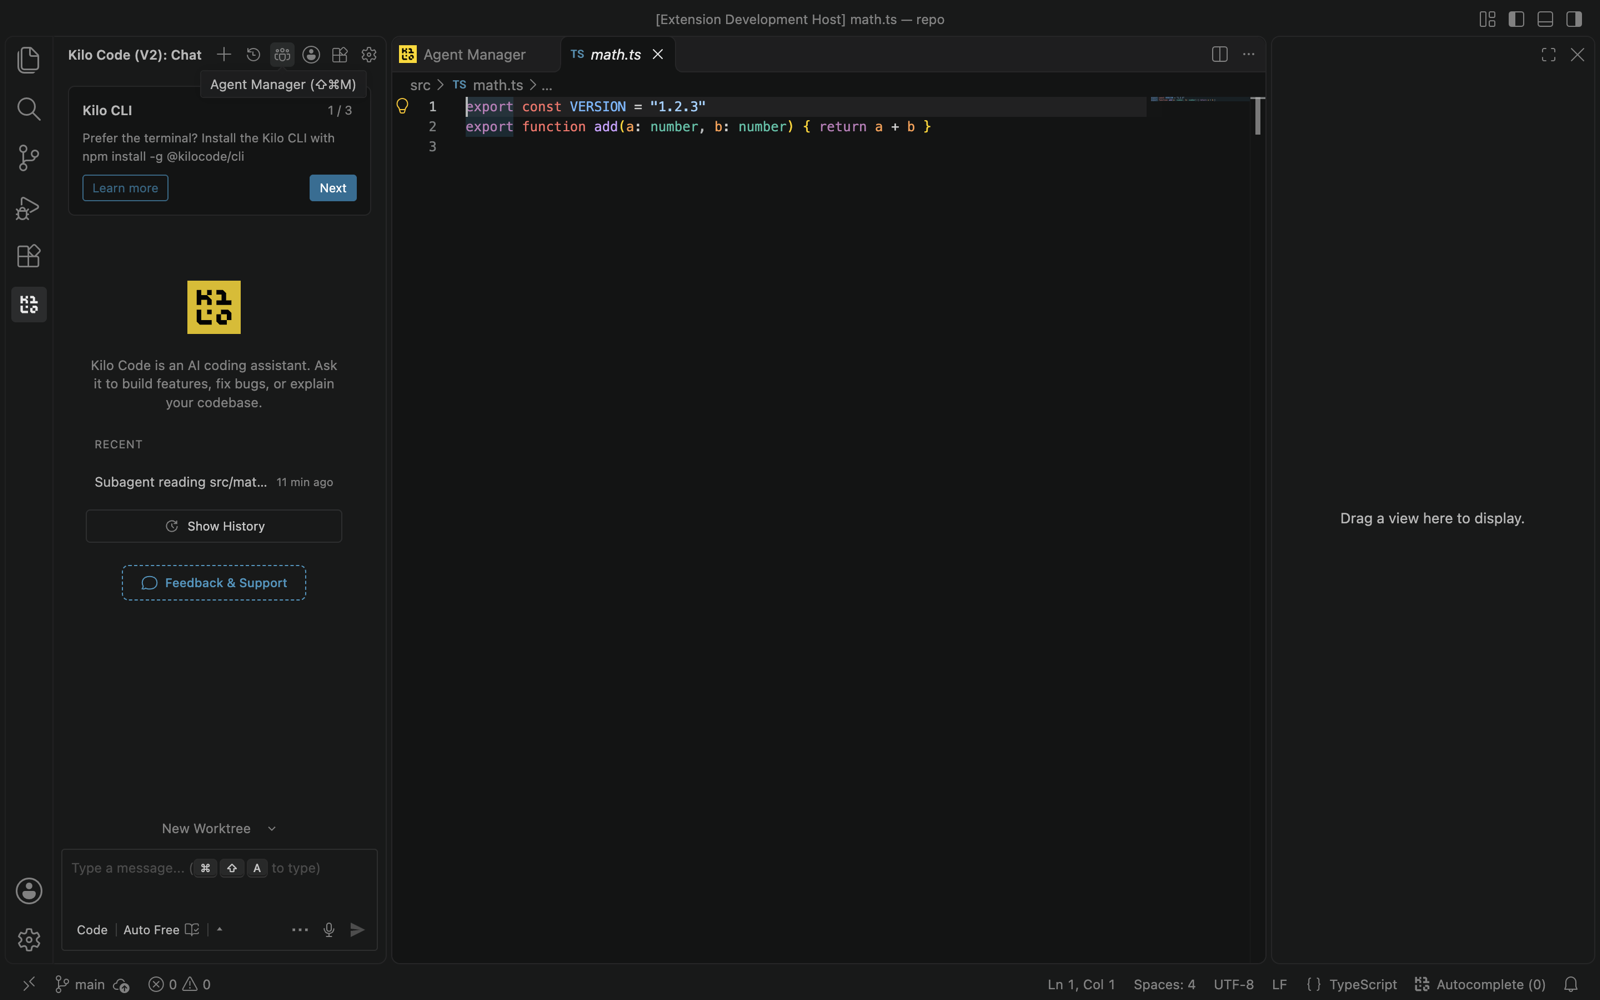 [Extension Development Host] math.ts — repo
Kilo Code (V2): Chat
Agent Manager (⇧⌘M)
Kilo CLI
1 / 3
Prefer the terminal? Install the Kilo CLI with
npm install -g @kilocode/cli
Learn more
Next
Kilo Code is an AI coding assistant. Ask
it to build features, fix bugs, or explain
your codebase.
RECENT
Subagent reading src/mat... 11 min ago
Show History
Feedback & Support
New Worktree
Type a message... (⌘ ⇧ A to type)
Code | Auto Free
Agent Manager
TS math.ts
src > TS math.ts > ...
1 export const VERSION = "1.2.3"
2 export function add(a: number, b: number) { return a + b }
3
Drag a view here to display.
main
0 0
Ln 1, Col 1
Spaces: 4
UTF-8
LF
{ } TypeScript
Autocomplete (0)